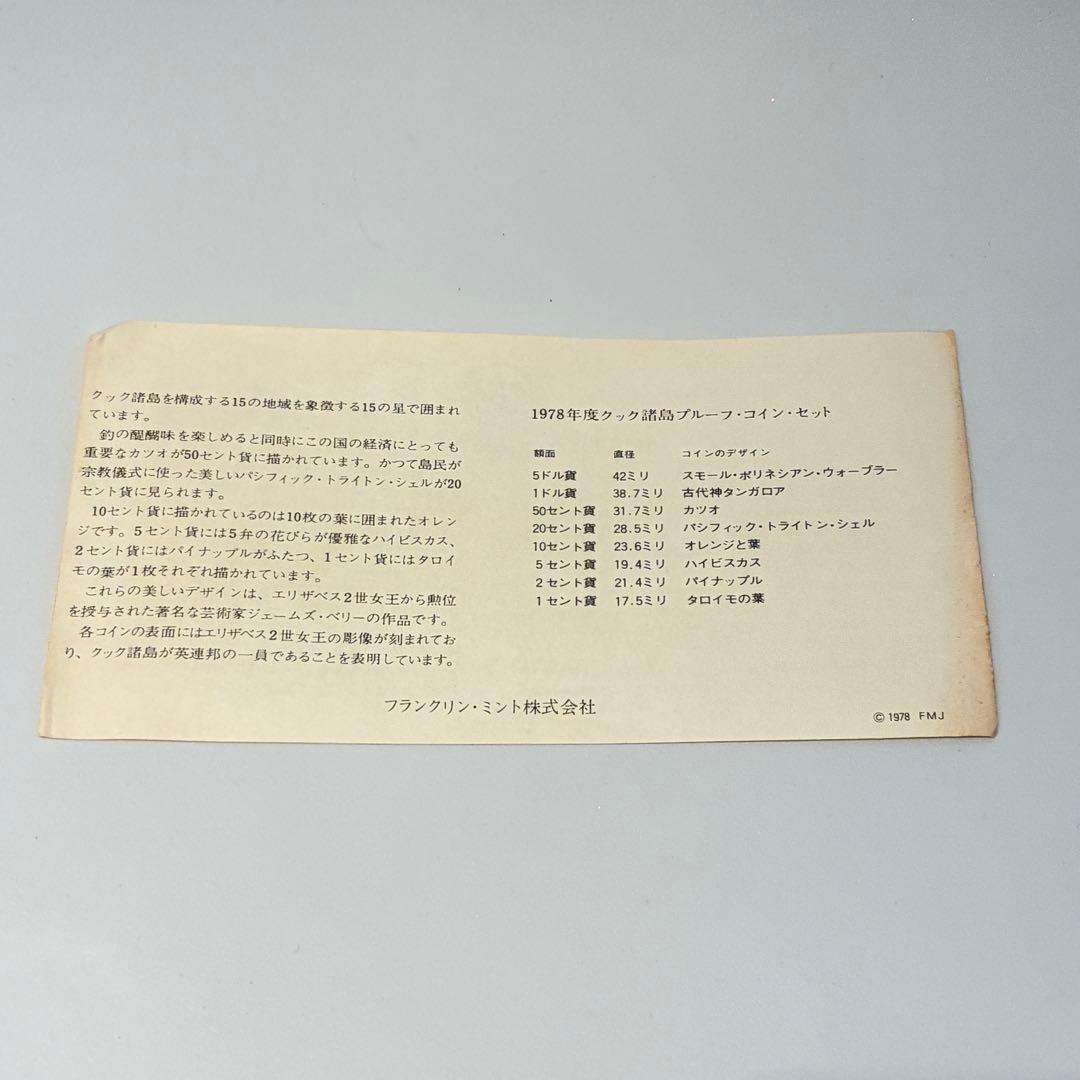 クック諸島を構成する15の地域を象徴する15の星で囲まれ
ています。
釣の醍醐味を楽しめると同時にこの国の経済にとっても
重要なカツオが50セント貨に描かれています。かつて島民が
宗教儀式に使った美しいパシフィック・トライトン・シェルが20
セント貨に見られます。
10セント貨に描かれているのは10枚の葉に囲まれたオレン
ジです。5セント貨には5弁の花びらが優雅なハイビスカス、
2セント貨にはパイナップルがふたつ、1セント貨にはタロイ
モの葉が1枚それぞれ描かれています。
これらの美しいデザインは、エリザベス2世女王から勲位
を授与された著名な芸術家ジェームズ・ベリーの作品です。
各コインの表面にはエリザベス2世女王の彫像が刻まれてお
り、クック諸島が英連邦の一員であることを表明しています。
1978年度クック諸島プルーフ・コイン・セット
額面 直径 コインのデザイン
5ドル貨 42ミリ スモール・ポリネシアン・ウォーブラー
1ドル貨 38.7ミリ 古代神タンガロア
50セント貨 31.7ミリ カツオ
20セント貨 28.5ミリ パシフィック・トライトン・シェル
10セント貨 23.6ミリ オレンジと葉
5セント貨 19.4ミリ ハイビスカス
2セント貨 21.4ミリ パイナップル
1セント貨 17.5ミリ タロイモの葉
フランクリン・ミント株式会社
© 1978 FMJ